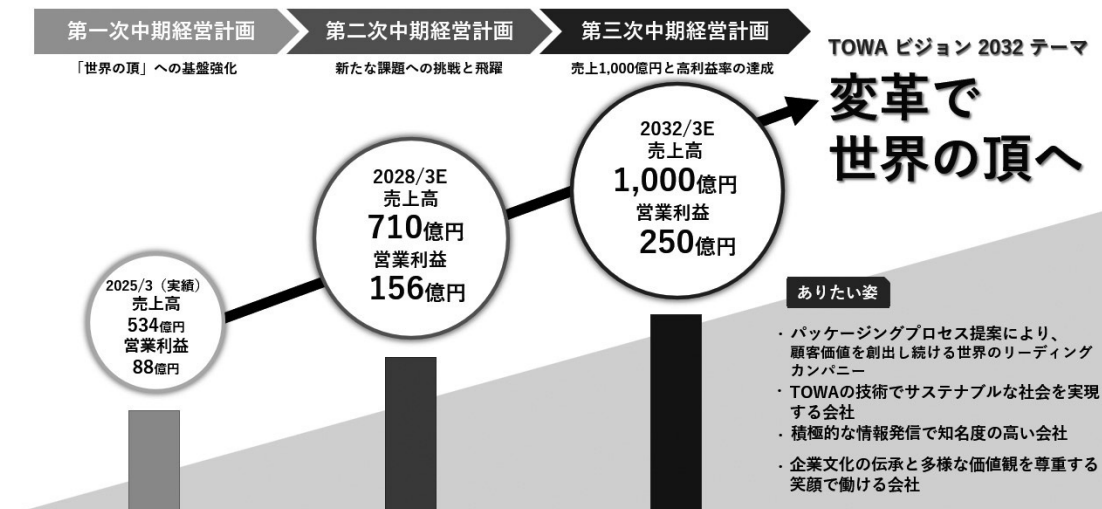 第一次中期経営計画
第二次中期経営計画
第三次中期経営計画
「世界の頂」への基盤強化
新たな課題への挑戦と飛躍
売上1,000億円と高利益率の達成
TOWA ビジョン 2032 テーマ
変革で
世界の頂へ
2025/3（実績）
売上高
534億円
営業利益
88億円
2028/3E
売上高
710億円
営業利益
156億円
2032/3E
売上高
1,000億円
営業利益
250億円
ありたい姿
・パッケージングプロセス提案により、
顧客価値を創出し続ける世界のリーディング
カンパニー
・TOWAの技術でサステナブルな社会を実現
する会社
・積極的な情報発信で知名度の高い会社
・企業文化の伝承と多様な価値観を尊重する
笑顔で働ける会社